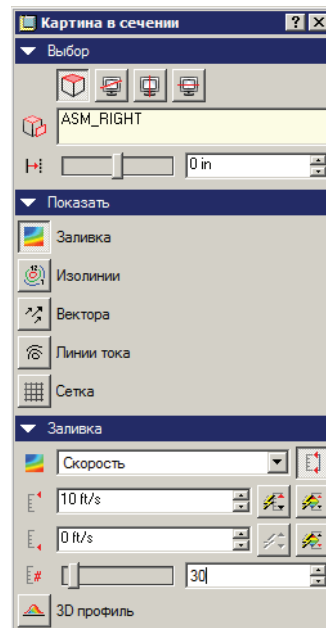 Картина в сечении
Выбор
ASM_RIGHT
0 in
Показать
Заливка
Изолинии
Вектора
Линии тока
Сетка
Заливка
Скорость
10 ft/s
0 ft/s
30
3D профиль